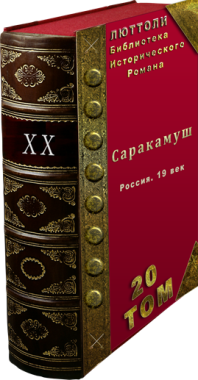 ЛЮТТОЛИ
Библиотека
Исторического
Романа
XX
Саракамуш
Россия. 19 век
20
ТОМ